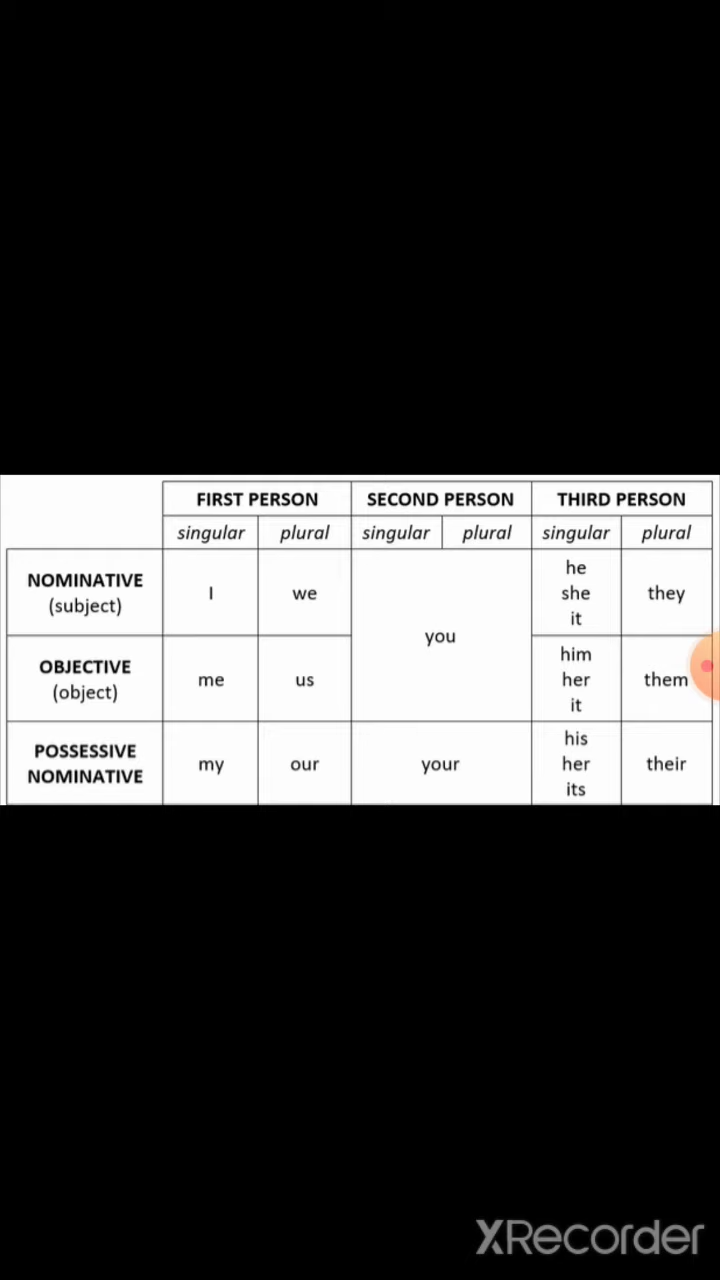 FIRST PERSON SECOND PERSON THIRD PERSON
singular plural singular plural singular plural
NOMINATIVE
(subject)
I
we
you
he
she
it
they
OBJECTIVE
(object)
me
us
him
her
it
them
POSSESSIVE
NOMINATIVE
my
our
your
his
her
its
their
XRecorder